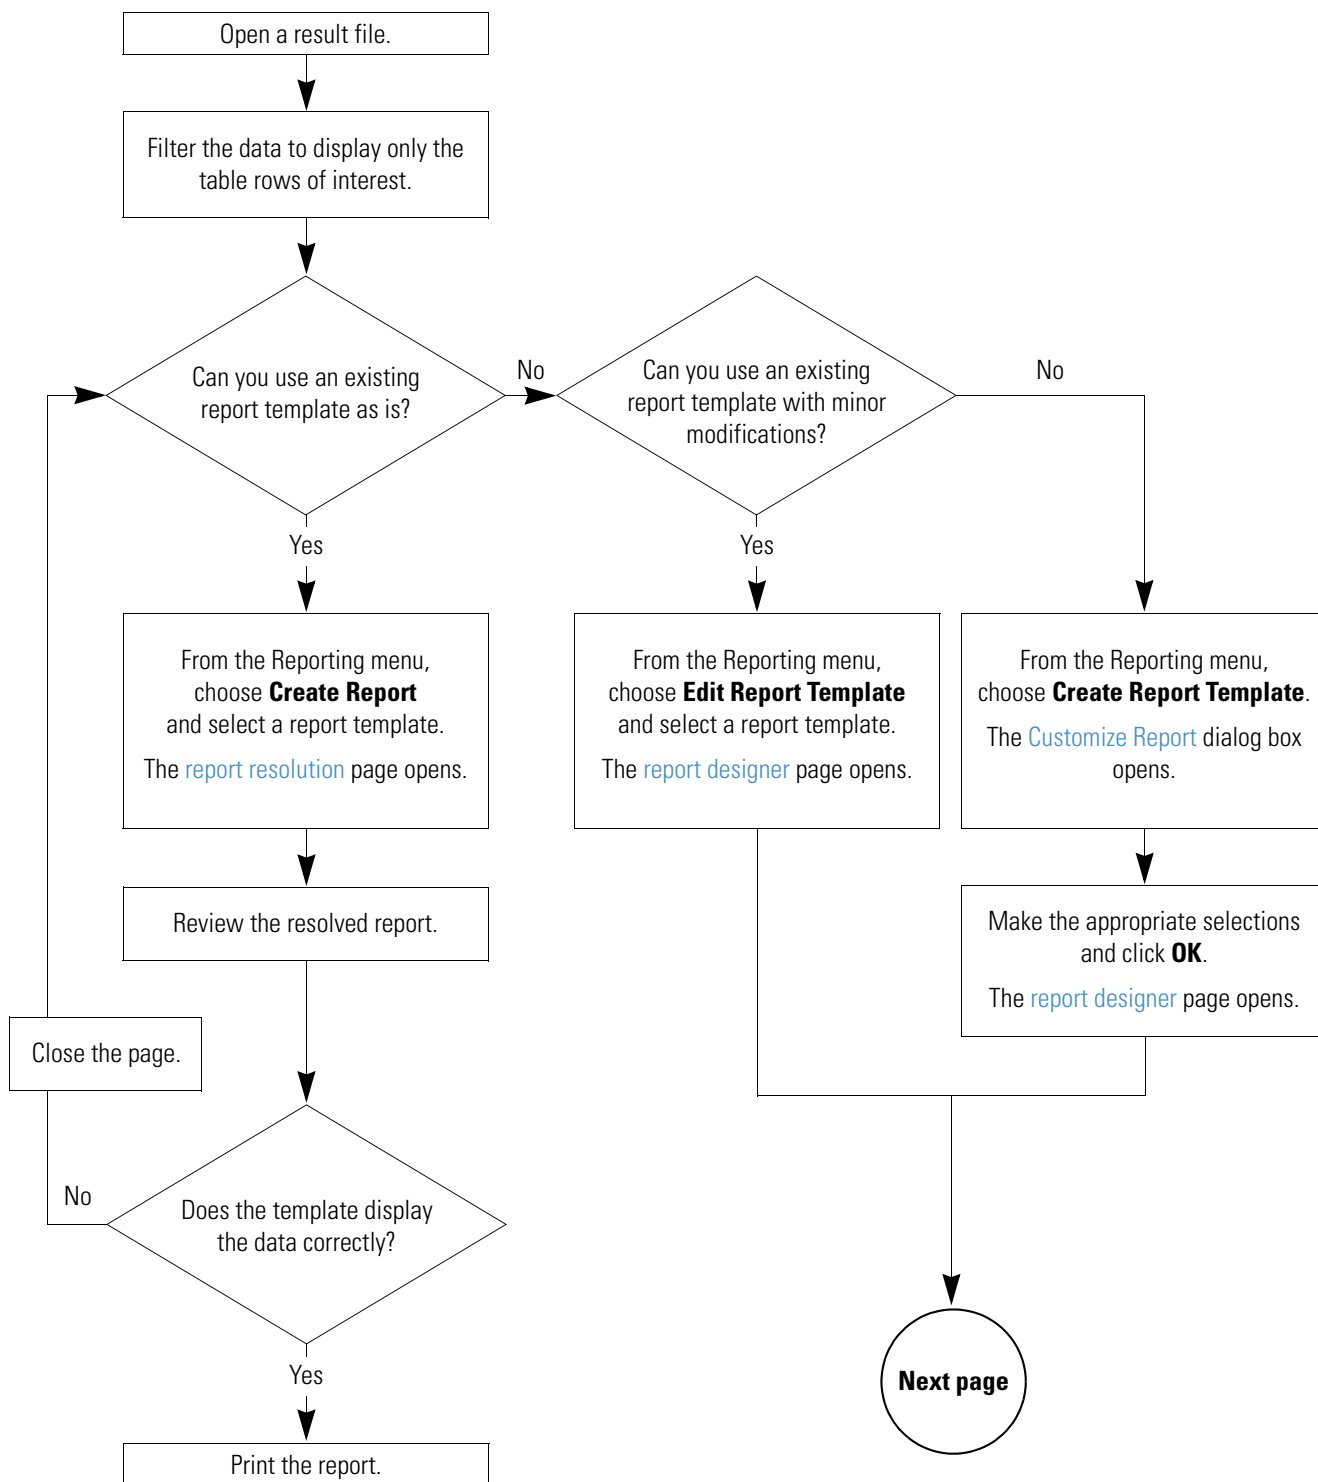 Open a result file.
Filter the data to display only the
table rows of interest.
Can you use an existing
report template as is?
No
Can you use an existing
report template with minor
modifications?
No
Yes
Yes
From the Reporting menu,
choose Create Report
and select a report template.
The report resolution page opens.
From the Reporting menu,
choose Edit Report Template
and select a report template.
The report designer page opens.
From the Reporting menu,
choose Create Report Template.
The Customize Report dialog box
opens.
Review the resolved report.
Make the appropriate selections
and click OK.
The report designer page opens.
Close the page.
No
Does the template display
the data correctly?
Yes
Next page
Print the report.